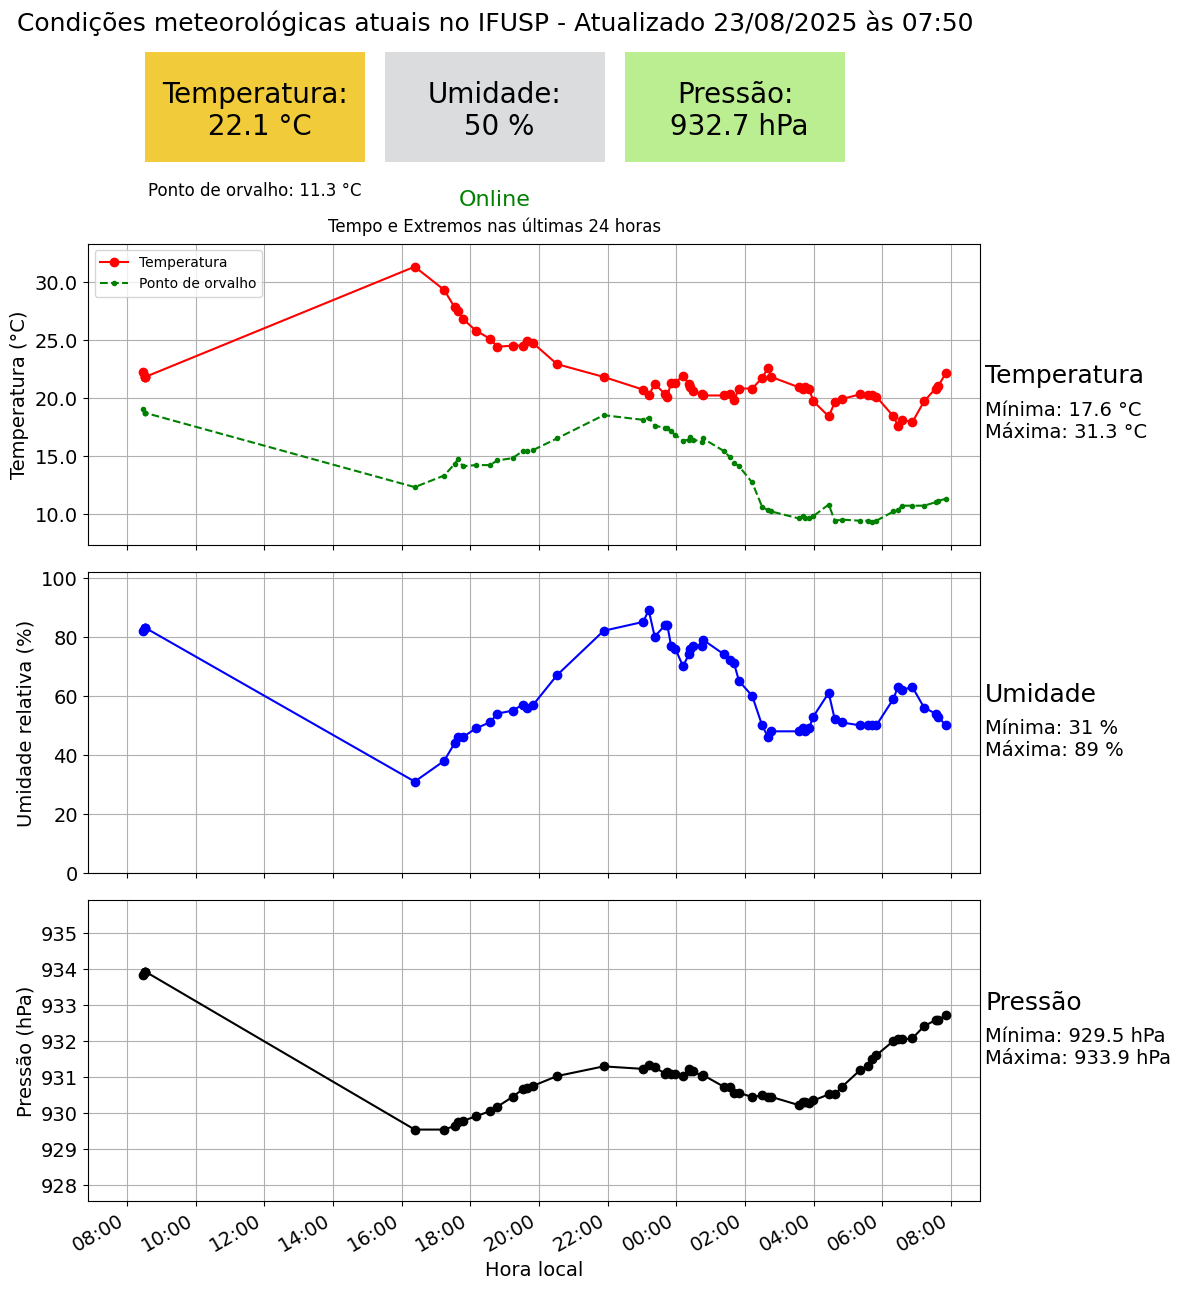 Condições meteorológicas atuais no IFUSP - Atualizado 23/08/2025 às 07:50
Temperatura:
22.1 °C
Umidade:
50 %
Pressão:
932.7 hPa
Ponto de orvalho: 11.3 °C
Online
Tempo e Extremos nas últimas 24 horas
Temperatura
Ponto de orvalho
Temperatura (°C)
30.0
25.0
20.0
15.0
10.0
Temperatura
Mínima: 17.6 °C
Máxima: 31.3 °C
Umidade relativa (%)
100
80
60
40
20
0
Umidade
Mínima: 31 %
Máxima: 89 %
Pressão (hPa)
935
934
933
932
931
930
929
928
Pressão
Mínima: 929.5 hPa
Máxima: 933.9 hPa
08:00
10:00
12:00
14:00
16:00
18:00
20:00
22:00
00:00
02:00
04:00
06:00
08:00
Hora local